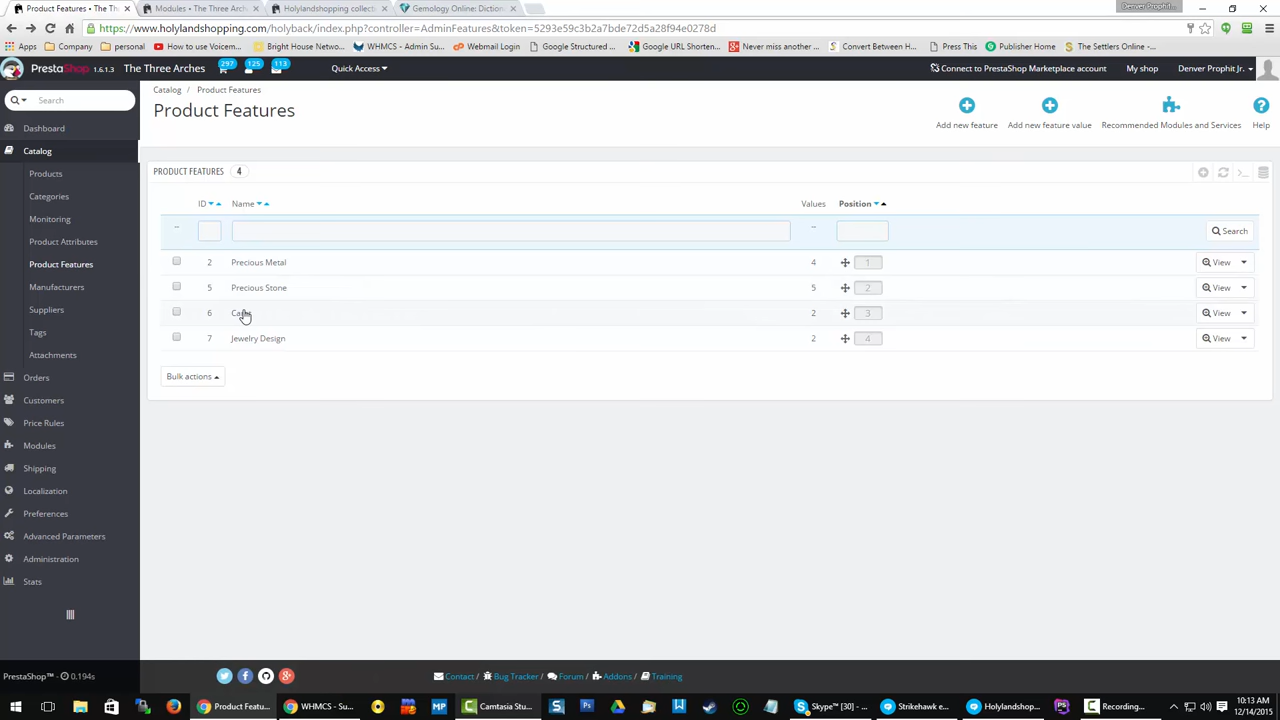 Product Features • The Th
Modules • The Three Arch
Holylandshopping collect
Gemology Online: Diction
Denver Prophit
https://www.holylandshopping.com/holyback/index.php?controller=AdminFeatures&token=5293e59c3b2a7bde72d5a28f94e0278d
Apps Company personal How to use Voicem... Bright House Netwo... WHMCS - Admin Su... Webmail Login Google Structured ... Google URL Shorten... Never miss another ... Convert Between H... Press This Publisher Home The Settlers Online -
PrestaShop 1.6.1.3 The Three Arches 297 125 113 Quick Access Connect to PrestaShop Marketplace account My shop Denver Prophit Jr.
Search
Catalog / Product Features
Product Features
Add new feature Add new feature value Recommended Modules and Services Help
Dashboard
Catalog
Products
Categories
Monitoring
Product Attributes
Product Features
Manufacturers
Suppliers
Tags
Attachments
Orders
Customers
Price Rules
Modules
Shipping
Localization
Preferences
Advanced Parameters
Administration
Stats
PRODUCT FEATURES 4
ID Name Values Position
-- -- Search
2 Precious Metal 4 1 View
5 Precious Stone 5 2 View
6 3 View
7 Jewelry Design 2 4 View
Bulk actions
PrestaShop™ 0.194s
Contact / Bug Tracker / Forum / Addons / Training
Product Featu... WHMCS - Su... Camtasia Stu... Skype™ [30] - ... Strikehawk e... Holylandshop... Recording...
10:13 AM
12/14/2015